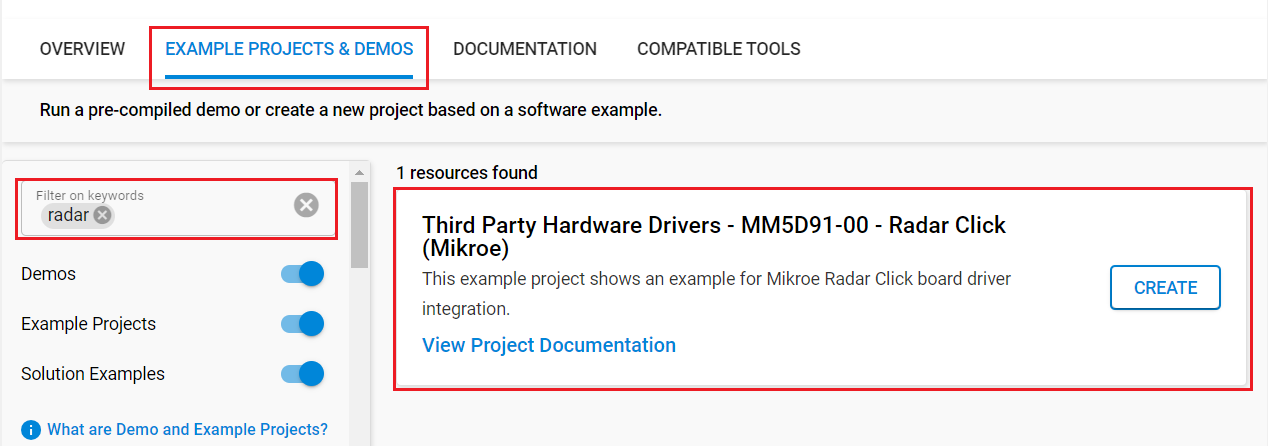 OVERVIEW
EXAMPLE PROJECTS & DEMOS
DOCUMENTATION
COMPATIBLE TOOLS
Run a pre-compiled demo or create a new project based on a software example.
Filter on keywords
radar
Demos
Example Projects
Solution Examples
What are Demo and Example Projects?
1 resources found
Third Party Hardware Drivers - MM5D91-00 - Radar Click
(Mikroe)
This example project shows an example for Mikroe Radar Click board driver
integration.
View Project Documentation
CREATE